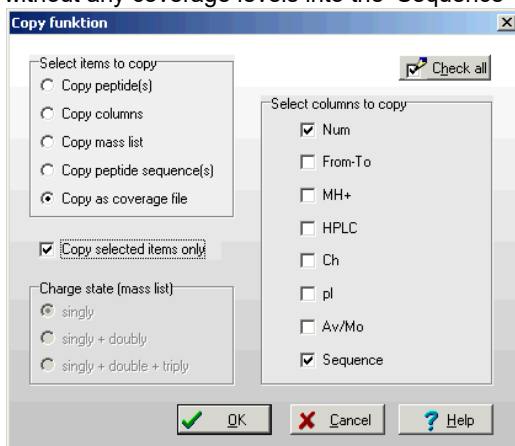 without any coverage levels into the "Sequence"
Copy funktion
Select items to copy
Copy peptide(s)
Copy columns
Copy mass list
Copy peptide sequence(s)
Copy as coverage file
Copy selected items only
Charge state (mass list)
singly
singly + doubly
singly + double + triply
Check all
Select columns to copy
Num
From-To
MH+
HPLC
Ch
pI
Av/Mo
Sequence
OK
Cancel
Help